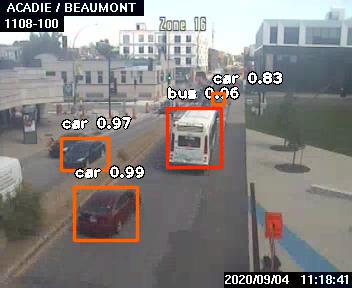 ACADIE / BEAUMONT
1108-100
Zone 16
car 0.83
bus 0.96
car 0.97
car 0.99
2020/09/04 11:18:41